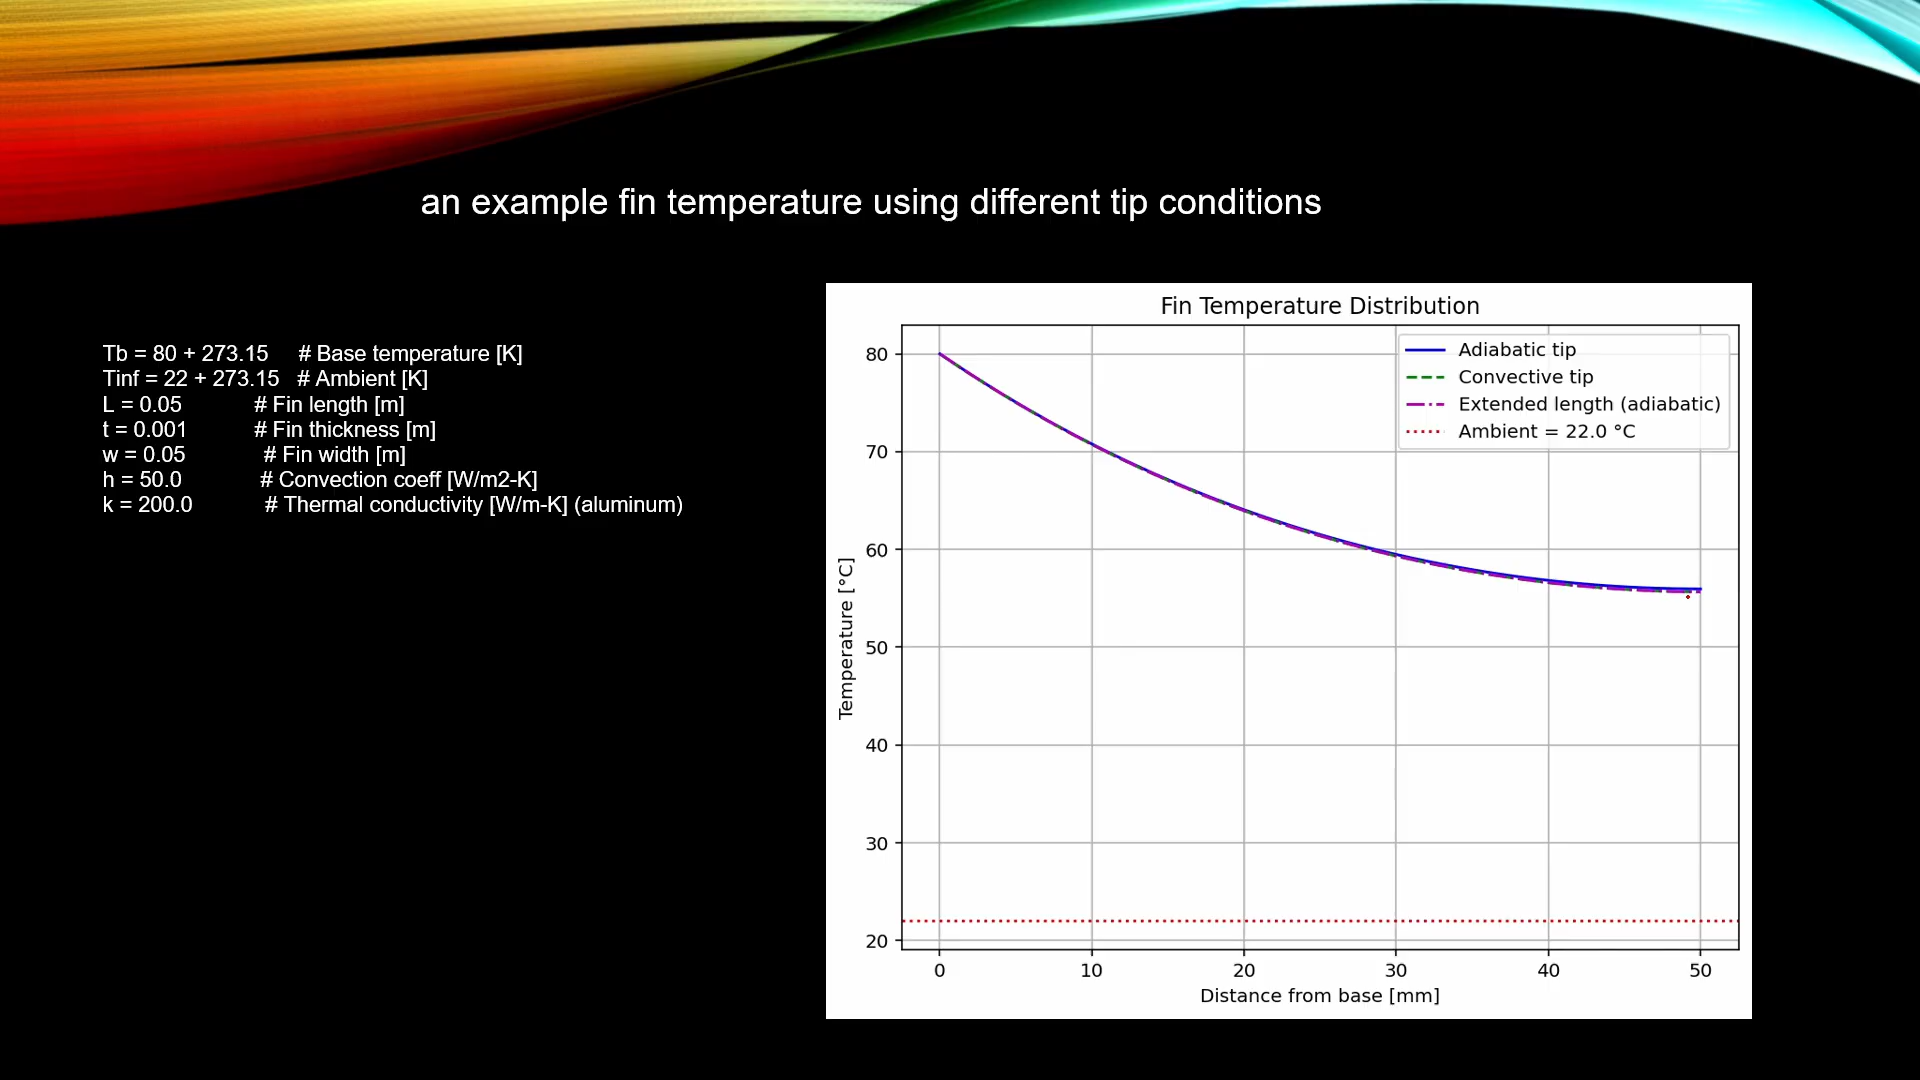 an example fin temperature using different tip conditions
Tb = 80 + 273.15 # Base temperature [K]
Tinf = 22 + 273.15 # Ambient [K]
L = 0.05 # Fin length [m]
t = 0.001 # Fin thickness [m]
w = 0.05 # Fin width [m]
h = 50.0 # Convection coeff [W/m2-K]
k = 200.0 # Thermal conductivity [W/m-K] (aluminum)
Fin Temperature Distribution
Adiabatic tip
Convective tip
Extended length (adiabatic)
Ambient = 22.0 °C
80
70
60
50
40
30
20
Temperature [°C]
0 10 20 30 40 50
Distance from base [mm]